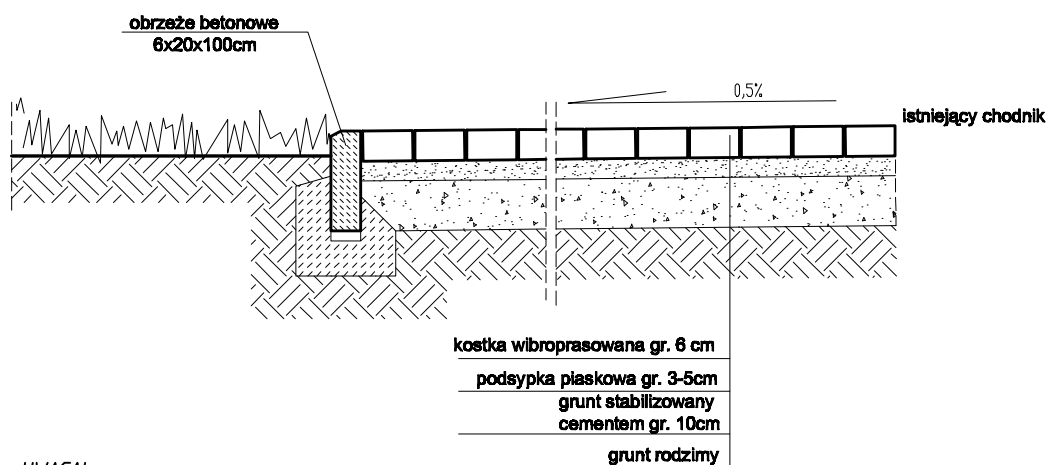 obrzeże betonowe
6x20x100cm
0,5%
istniejący chodnik
kostka wibroprasowana gr. 6 cm
podsypka piaskowa gr. 3-5cm
grunt stabilizowany
cementem gr. 10cm
grunt rodzimy